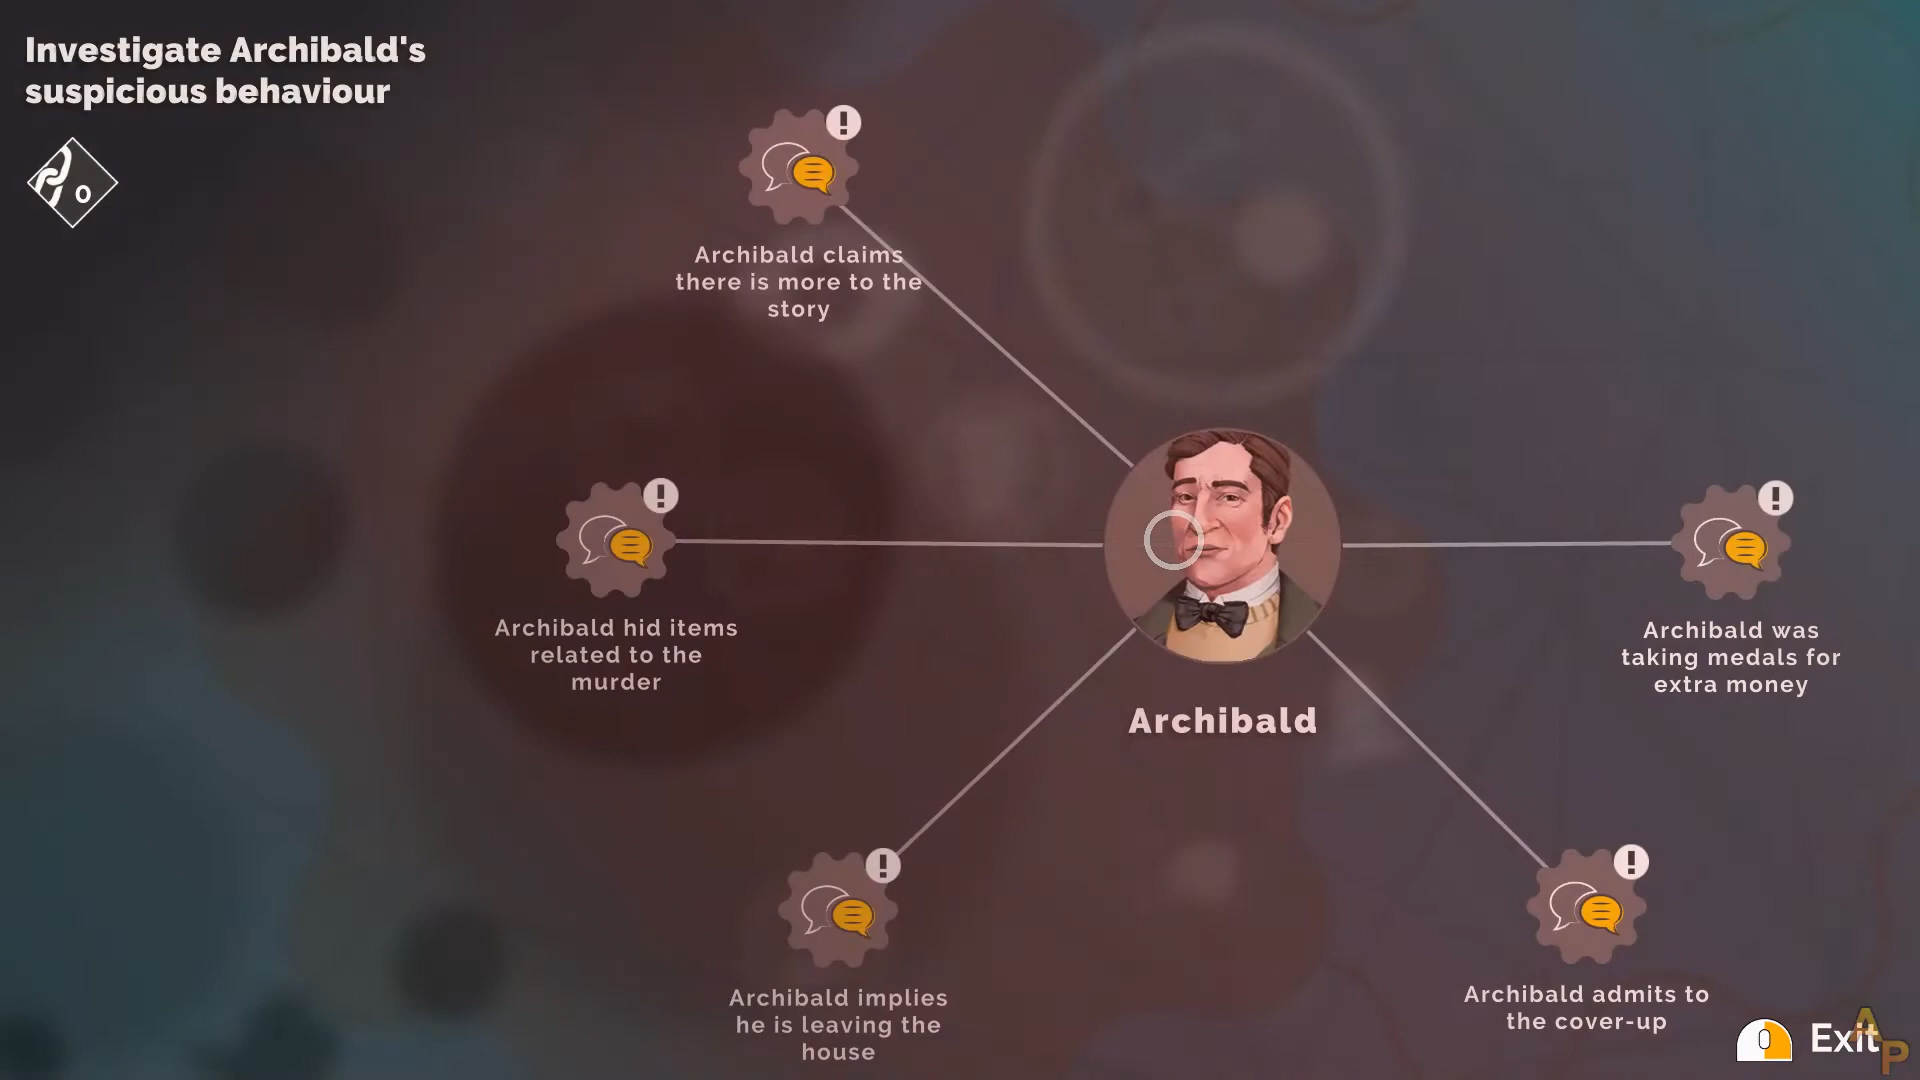 Investigate Archibald's
suspicious behaviour
0
Archibald claims
there is more to the
story
Archibald hid items
related to the
murder
Archibald
Archibald was
taking medals for
extra money
Archibald implies
he is leaving the
house
Archibald admits to
the cover-up
Exit
AP